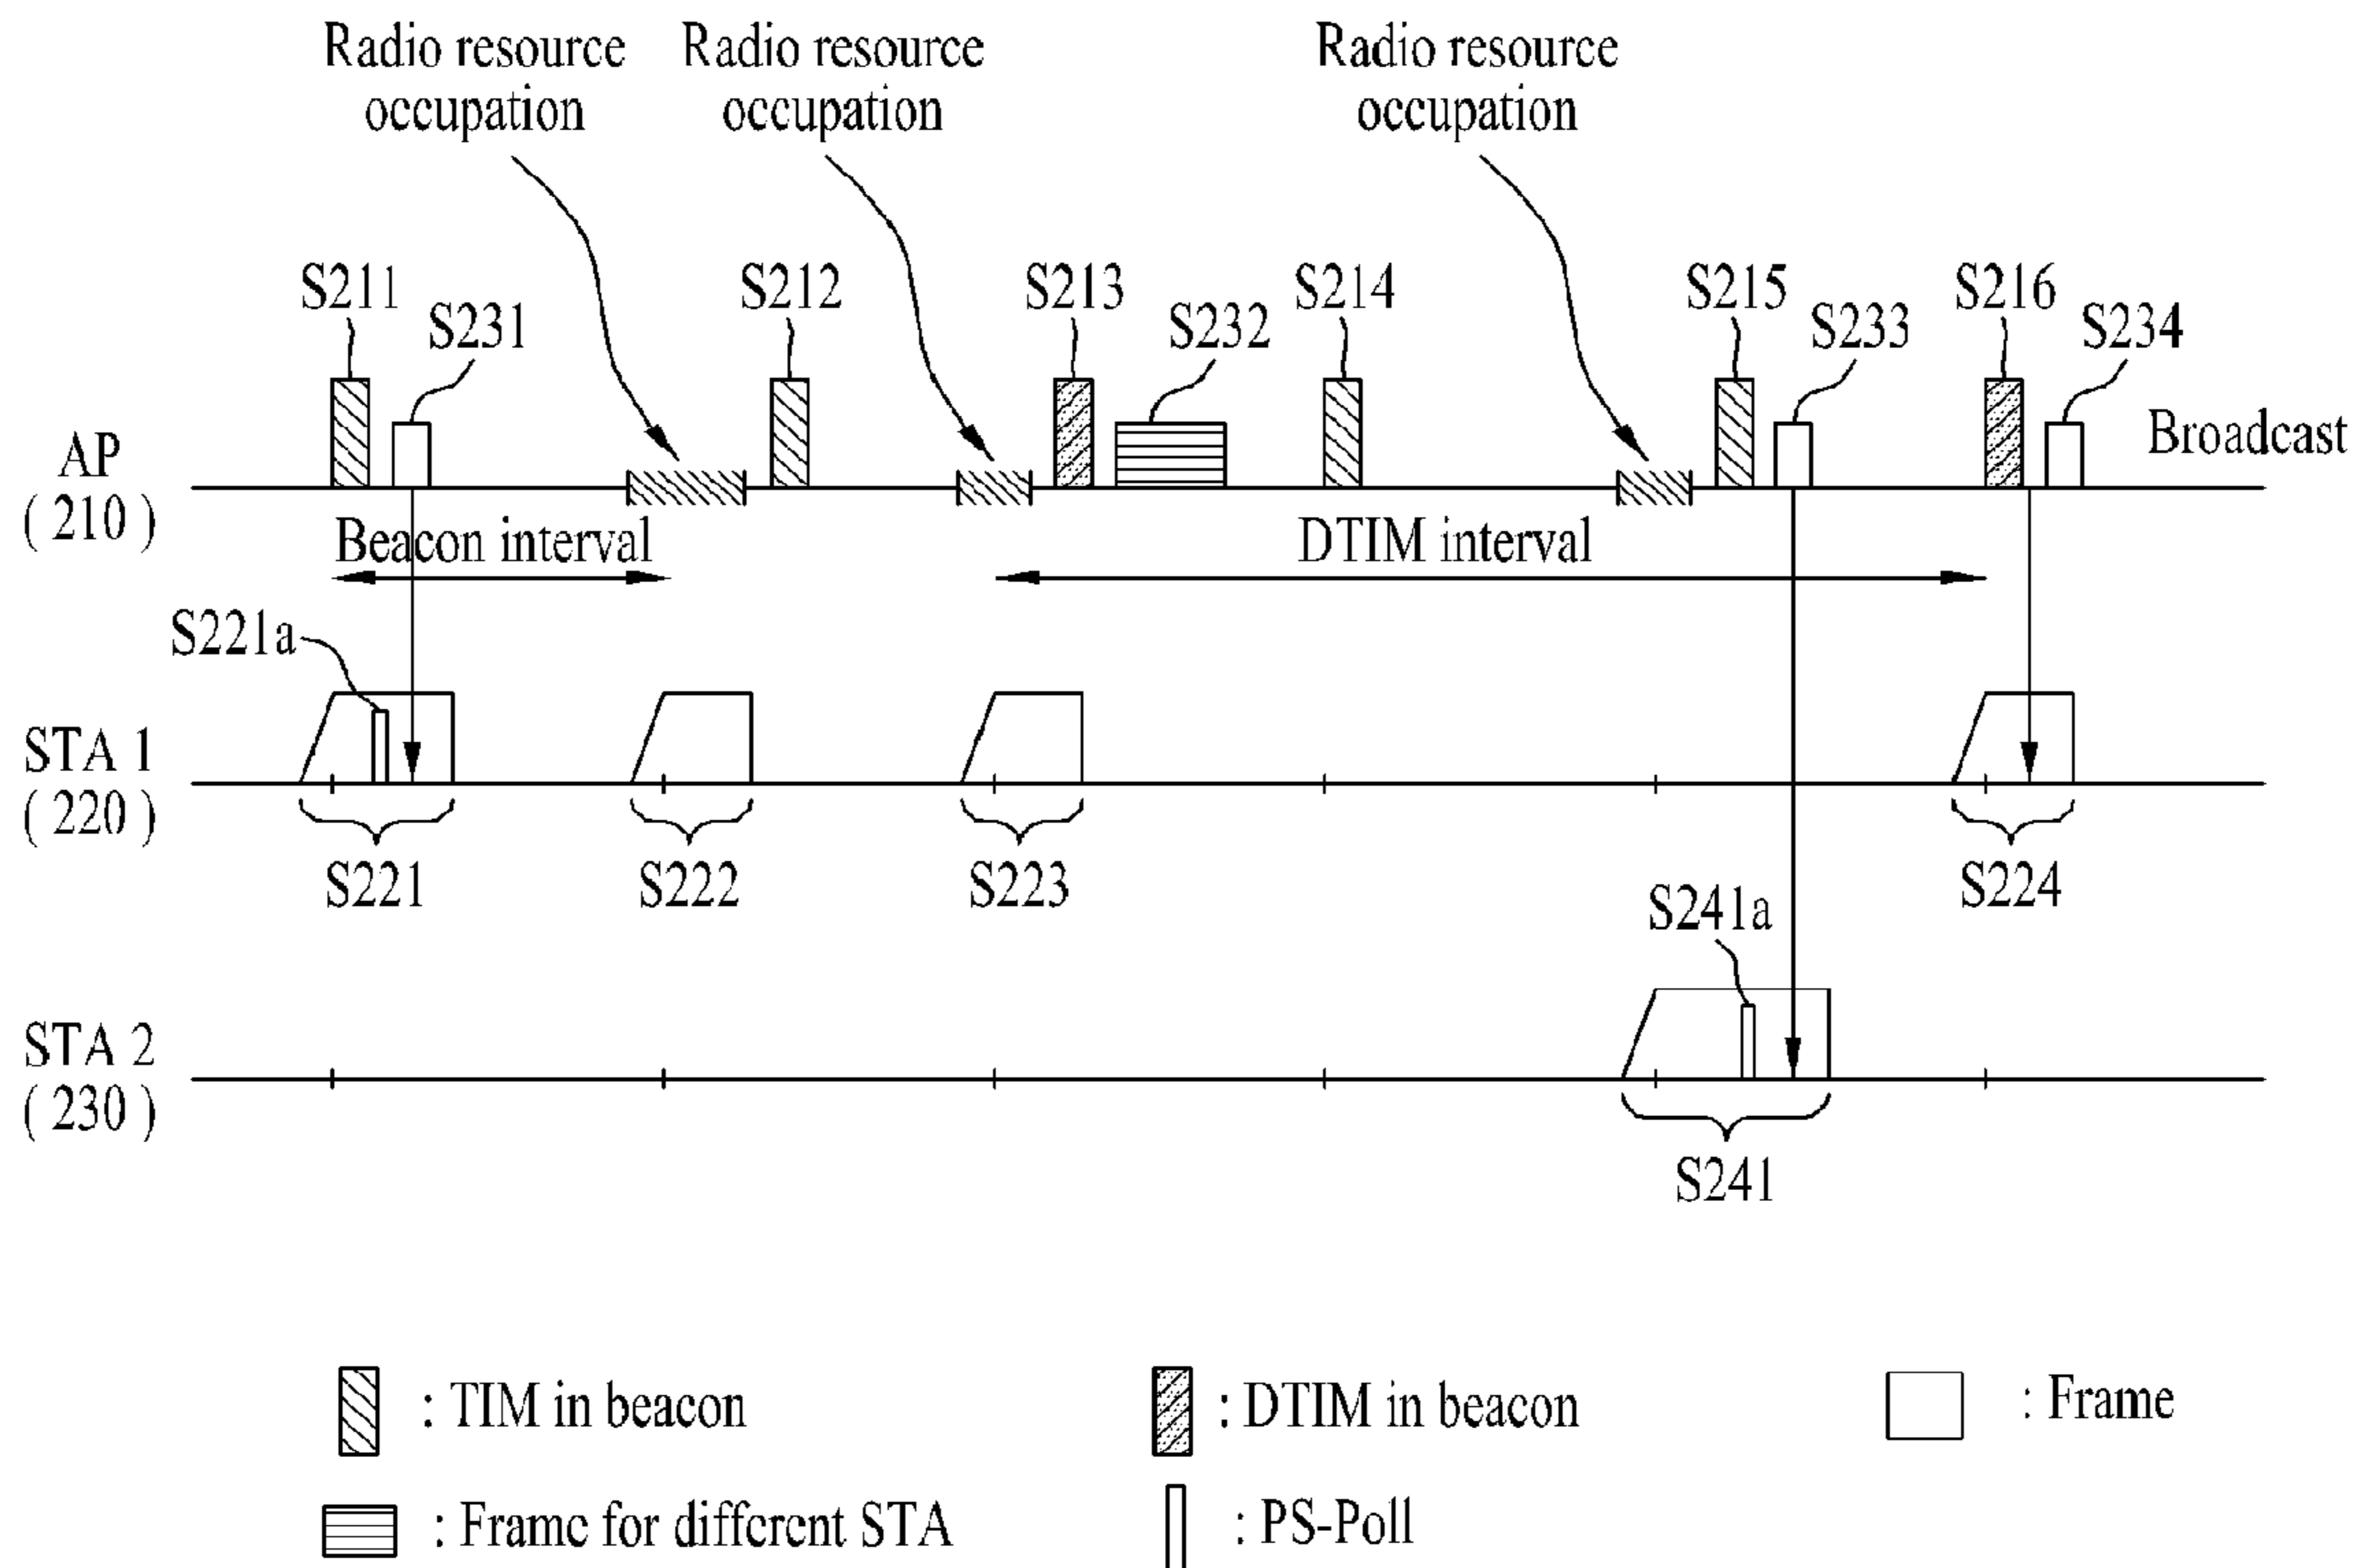 Radio resource
occupation
Radio resource
occupation
Radio resource
occupation
S211
S231
S212
S213
S232
S214
S215
S233
S216
S234
AP
( 210 )
Broadcast
Beacon interval
DTIM interval
S221a
STA 1
( 220 )
S221
S222
S223
S224
S241a
STA 2
( 230 )
S241
: TIM in beacon
: DTIM in beacon
: Frame
: Frame for different STA
: PS-Poll